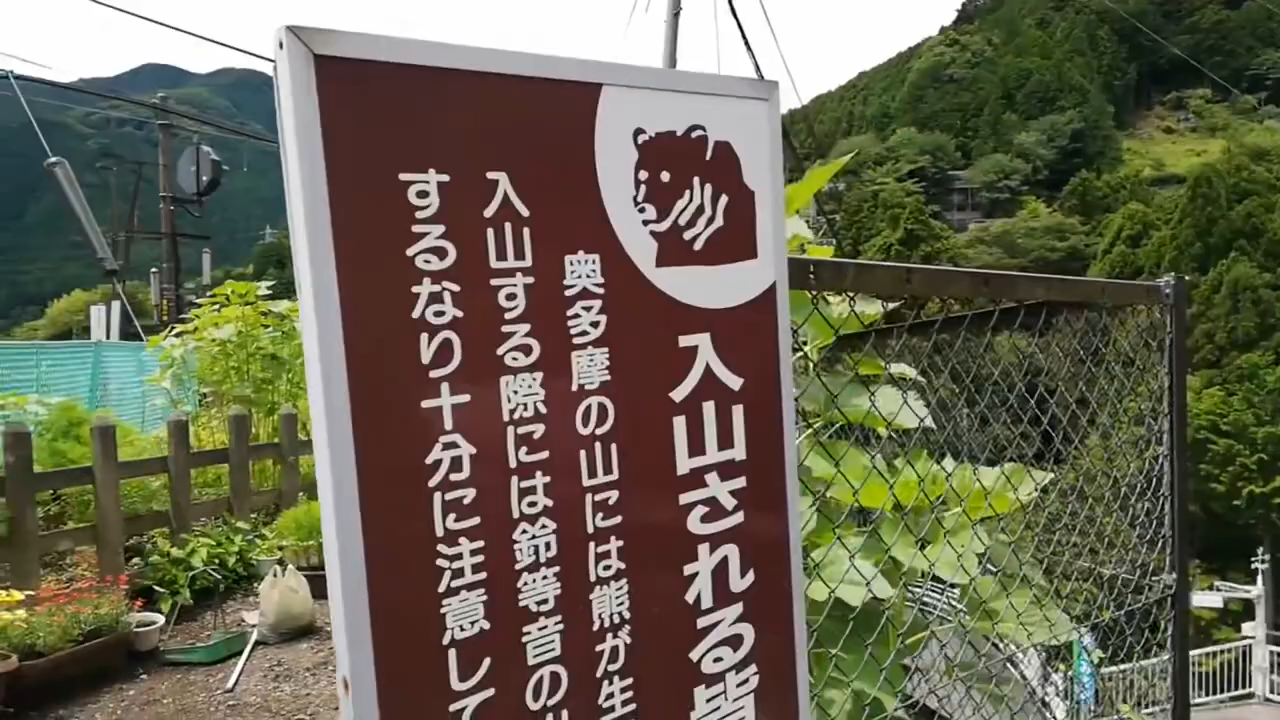 入山される皆
奥多摩の山には熊が生
入山する際には鈴等音の
するなり十分に注意して